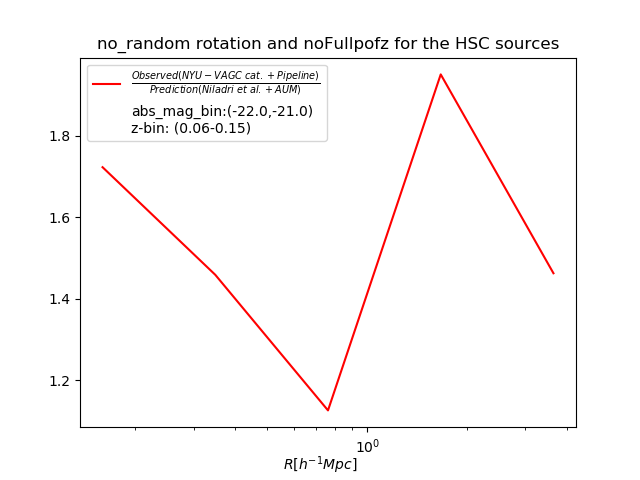 no_random rotation and noFullpofz for the HSC sources
Observed(NYU−VAGC cat.+Pipeline)
Prediction(Niladri et al.+AUM)
abs_mag_bin:(-22.0,-21.0)
z-bin: (0.06-0.15)
1.8
1.6
1.4
1.2
10⁰
R[h⁻¹Mpc]